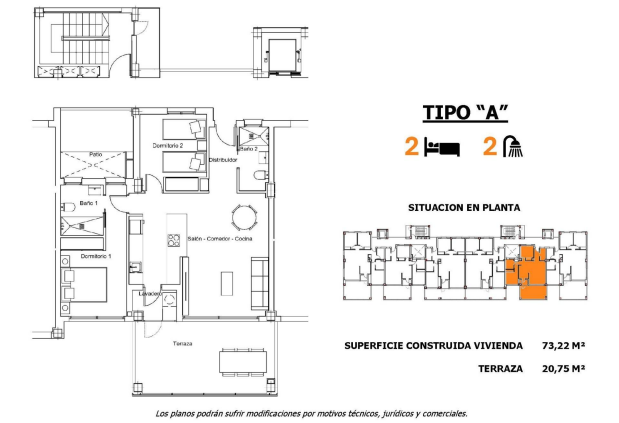 TIPO “A”
2 2
SITUACION EN PLANTA
Patio
Dormitorio 2
Baño 2
Distribuidor
Baño 1
Salón - Comedor - Cocina
Dormitorio 1
Lavadero
Terraza
SUPERFICIE CONSTRUIDA VIVIENDA 73,22 M²
TERRAZA 20,75 M²
Los planos podrán sufrir modificaciones por motivos técnicos, jurídicos y comerciales.